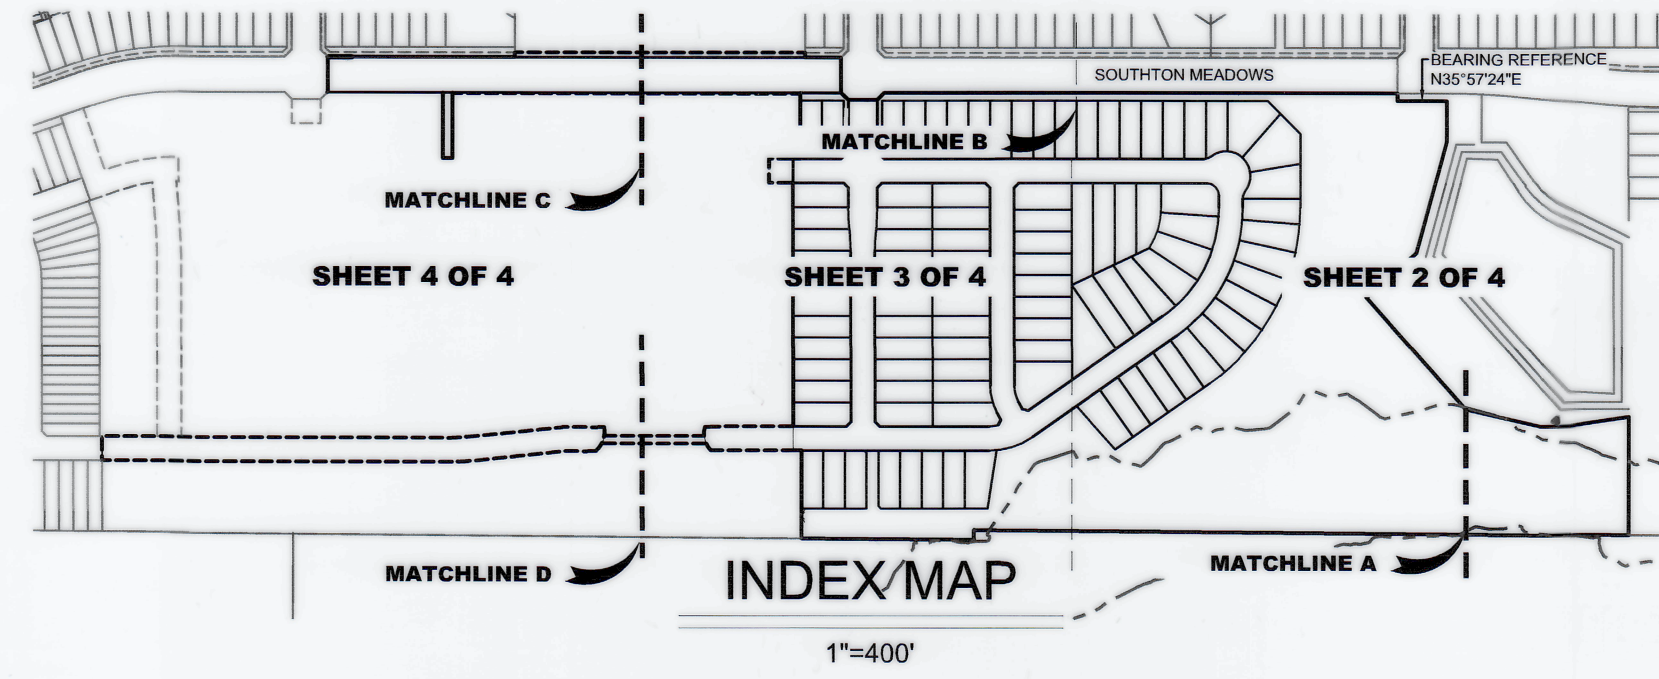 BEARING REFERENCE
N35°57'24"E
SOUTHTON MEADOWS
MATCHLINE B
MATCHLINE C
SHEET 4 OF 4
SHEET 3 OF 4
SHEET 2 OF 4
MATCHLINE D
MATCHLINE A
INDEX MAP
1"=400'